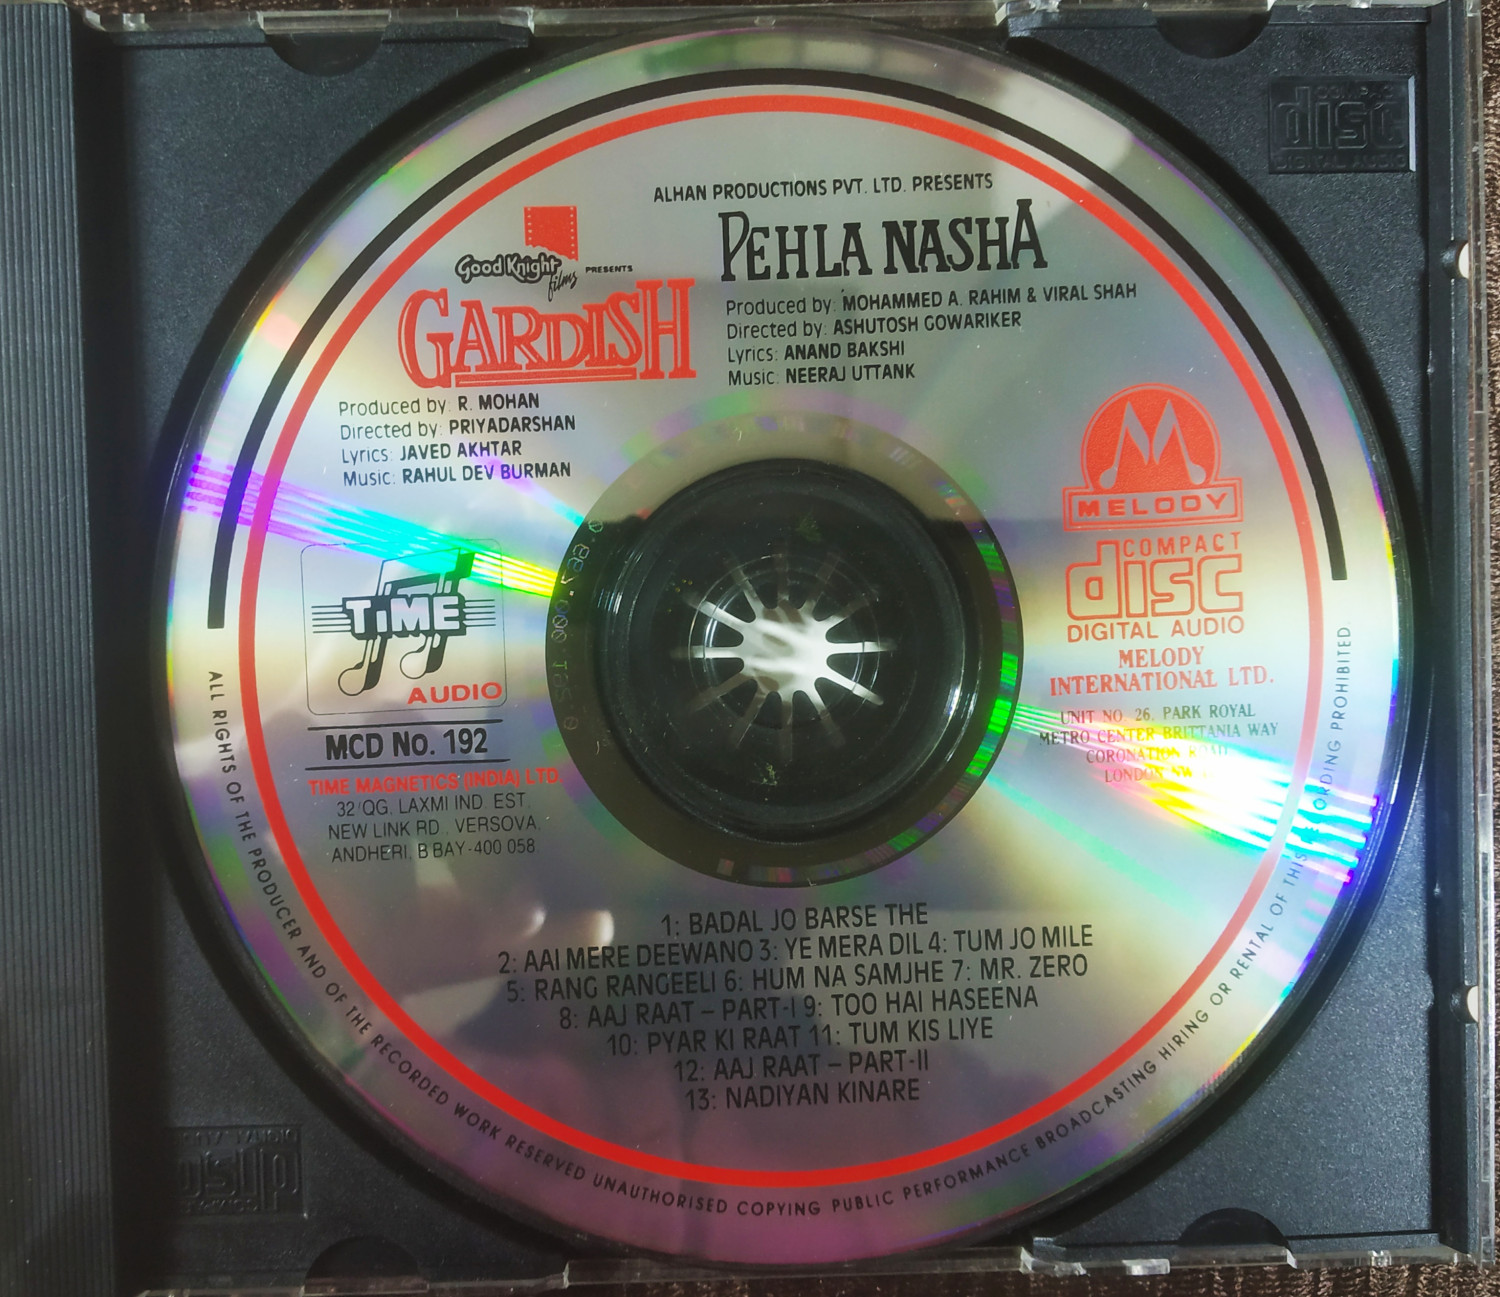 ALHAN PRODUCTIONS PVT. LTD. PRESENTS
PEHLA NASHA
Produced by: MOHAMMED A. RAHIM & VIRAL SHAH
Directed by: ASHUTOSH GOWARIKER
Lyrics: ANAND BAKSHI
Music: NEERAJ UTTANK
Good Knight
films
PRESENTS
GARDISH
Produced by: R. MOHAN
Directed by: PRIYADARSHAN
Lyrics: JAVED AKHTAR
Music: RAHUL DEV BURMAN
TIME
AUDIO
MCD No. 192
TIME MAGNETICS (INDIA) LTD.
32/QG, LAXMI IND. EST.
NEW LINK RD., VERSOVA,
ANDHERI, B'BAY-400 058.
MELODY
COMPACT
disc
DIGITAL AUDIO
MELODY
INTERNATIONAL LTD.
UNIT NO. 26, PARK ROYAL
METRO CENTER BRITTANIA WAY
CORONATION ROAD
LONDON NW
1: BADAL JO BARSE THE
2: AAI MERE DEEWANO 3: YE MERA DIL 4: TUM JO MILE
5: RANG RANGEELI 6: HUM NA SAMJHE 7: MR. ZERO
8: AAJ RAAT – PART-I 9: TOO HAI HASEENA
10: PYAR KI RAAT 11: TUM KIS LIYE
12: AAJ RAAT – PART-II
13: NADIYAN KINARE
ALL RIGHTS OF THE PRODUCER AND OF THE RECORDED WORK RESERVED UNAUTHORISED COPYING PUBLIC PERFORMANCE BROADCASTING HIRING OR RENTAL OF THIS RECORDING PROHIBITED.
COMPACT
disc
DIGITAL AUDIO